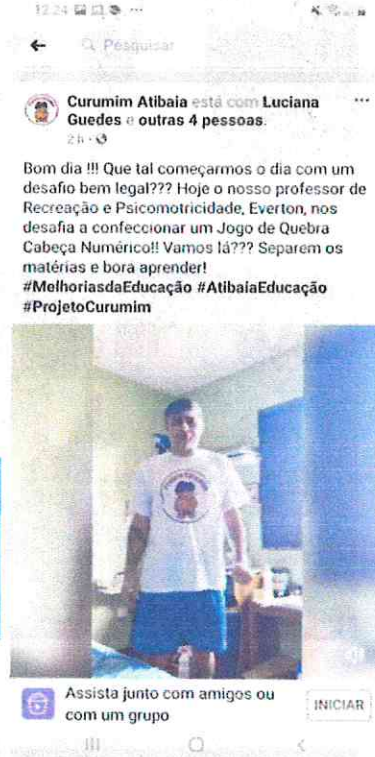 12:24
Pesquisar
Curumim Atibaia está com Luciana
Guedes e outras 4 pessoas.
2 h
Bom dia !!! Que tal começarmos o dia com um
desafio bem legal??? Hoje o nosso professor de
Recreação e Psicomotricidade, Everton, nos
desafia a confeccionar um Jogo de Quebra
Cabeça Numérico!! Vamos lá??? Separem os
matérias e bora aprender!
#MelhoriasdaEducação #AtibaiaEducação
#ProjetoCurumim
Assista junto com amigos ou
com um grupo
INICIAR